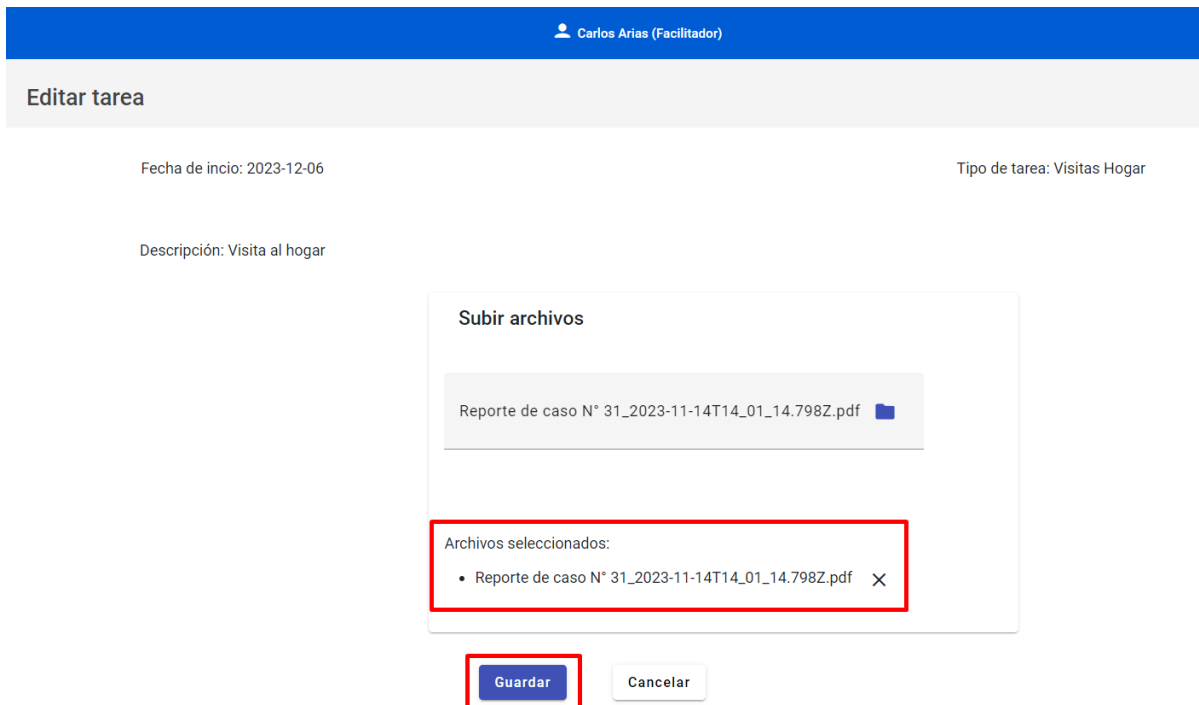 Carlos Arias (Facilitador)
Editar tarea
Fecha de incio: 2023-12-06
Tipo de tarea: Visitas Hogar
Descripción: Visita al hogar
Subir archivos
Reporte de caso N° 31_2023-11-14T14_01_14.798Z.pdf
Archivos seleccionados:
• Reporte de caso N° 31_2023-11-14T14_01_14.798Z.pdf
Guardar
Cancelar